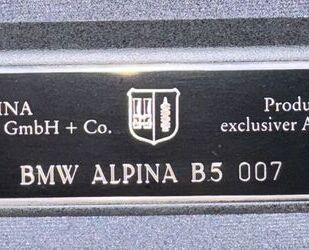 INA Produ
GmbH + Co. exclusiver A
BMW ALPINA B5 007